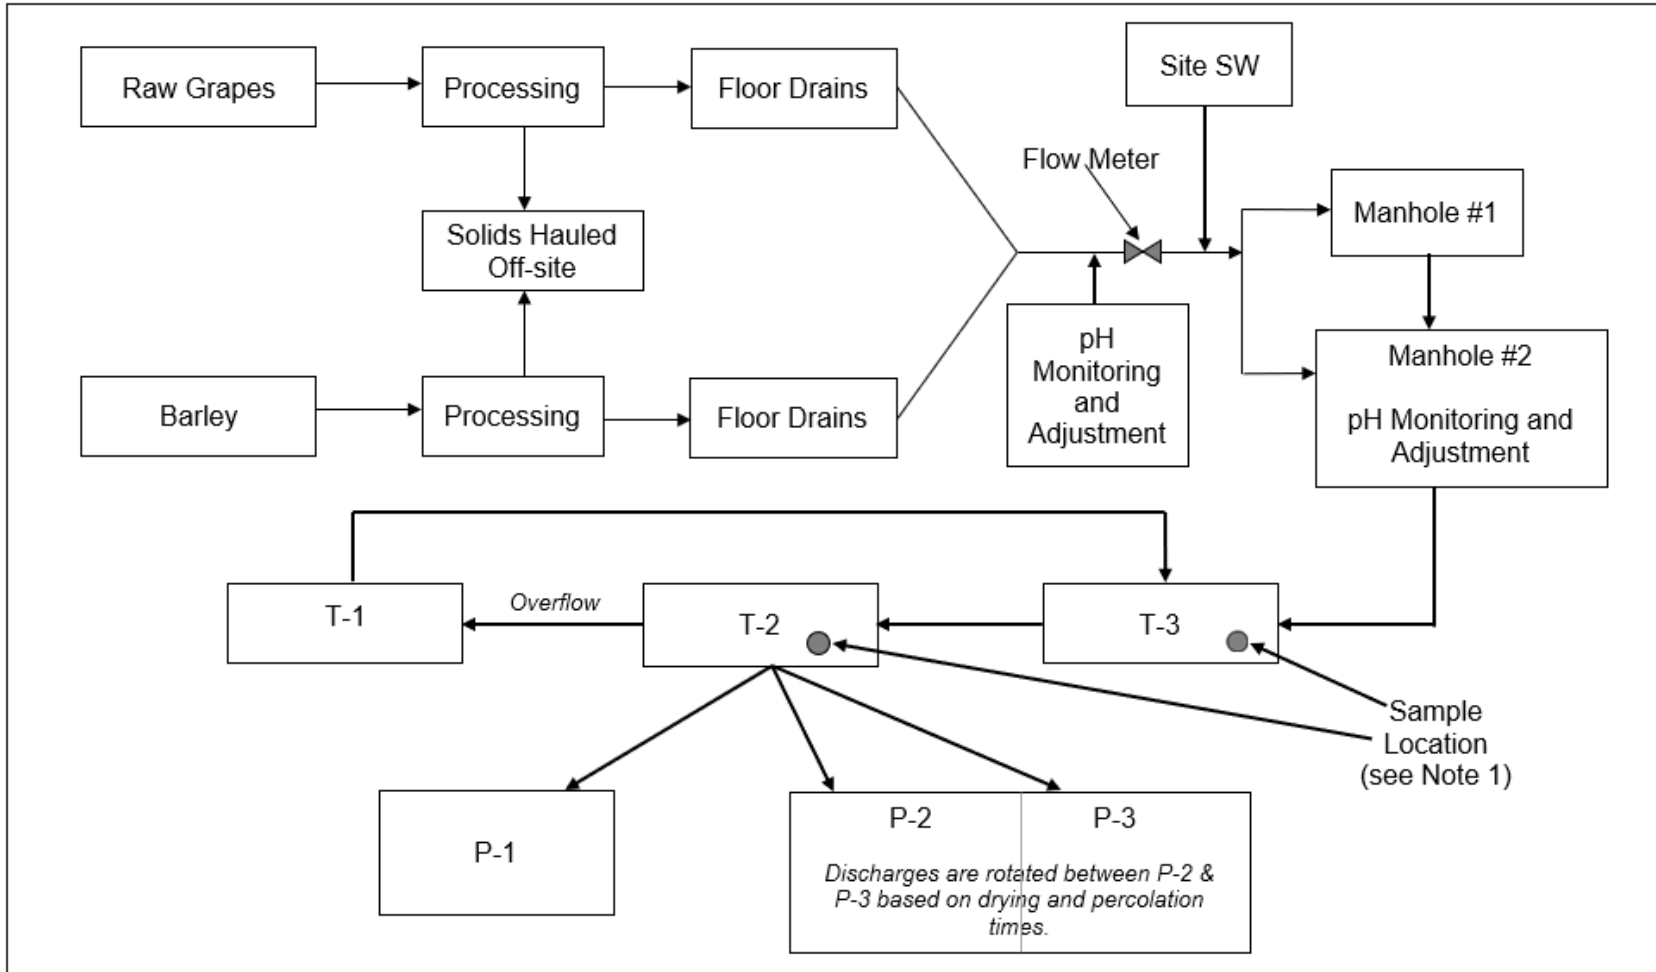 Raw Grapes
Processing
Floor Drains
Site SW
Flow Meter
Manhole #1
Solids Hauled
Off-site
pH
Monitoring
and
Adjustment
Manhole #2
pH Monitoring and
Adjustment
Barley
Processing
Floor Drains
T-1
Overflow
T-2
T-3
Sample
Location
(see Note 1)
P-1
P-2
P-3
Discharges are rotated between P-2 &
P-3 based on drying and percolation
times.